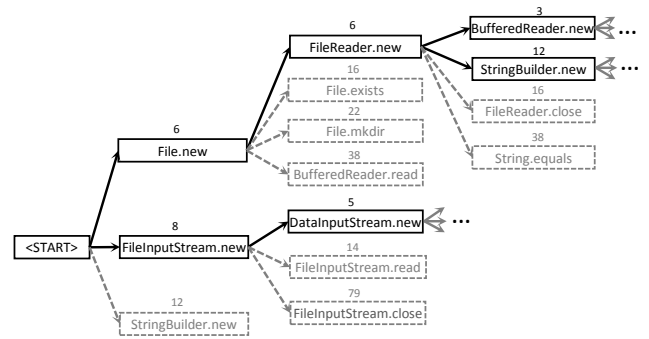 3
BufferedReader.new
...
6
FileReader.new
12
StringBuilder.new
...
16
File.exists
16
FileReader.close
22
File.mkdir
38
String.equals
6
File.new
38
BufferedReader.read
5
DataInputStream.new
...
8
<START>
FileInputStream.new
14
FileInputStream.read
12
StringBuilder.new
79
FileInputStream.close